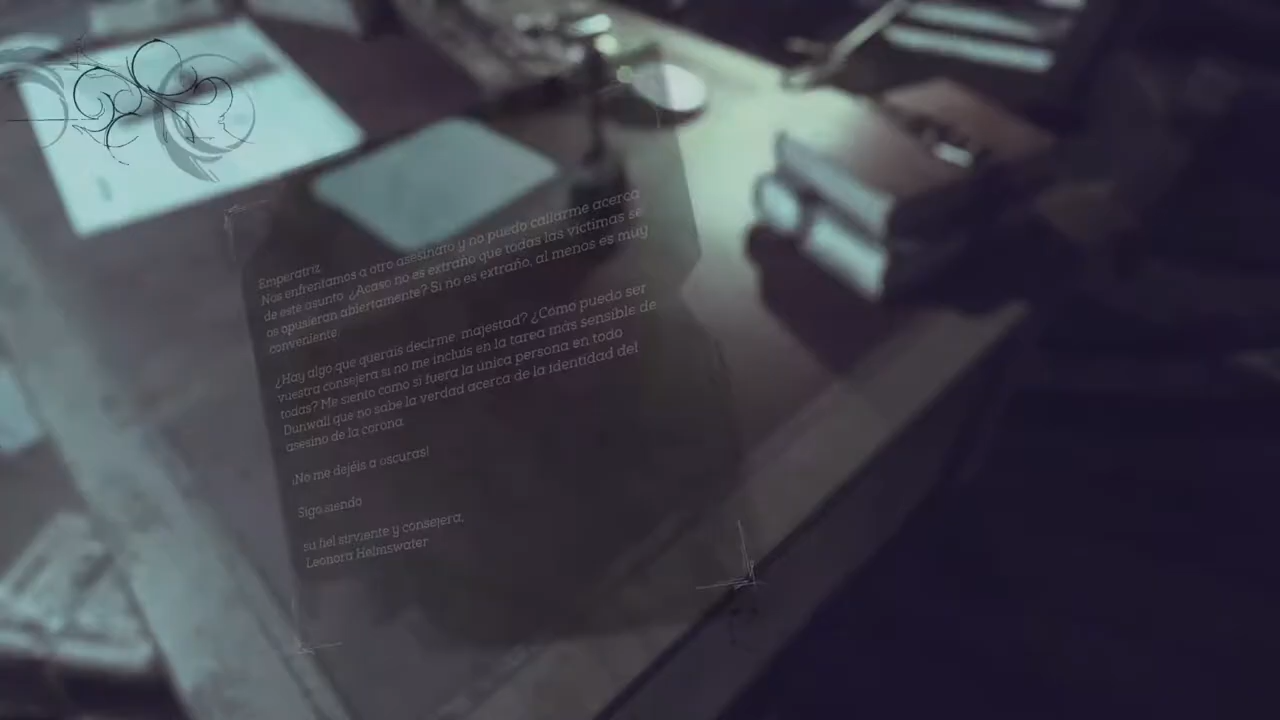 Emperatriz
Nos enfrentamos a otro asesinato y no puedo callarme acerca
de este asunto. ¿Acaso no es extraño que todas las víctimas se
os opusieran abiertamente? Si no es extraño, al menos es muy
conveniente.
¿Hay algo que queráis decirme, majestad? ¿Cómo puedo ser
vuestra consejera si no me incluís en la tarea más sensible de
todas? Me siento como si fuera la única persona en todo
Dunwall que no sabe la verdad acerca de la identidad del
asesino de la corona.
¡No me dejéis a oscuras!
Sigo siendo
su fiel sirviente y consejera,
Leonora Helmswater